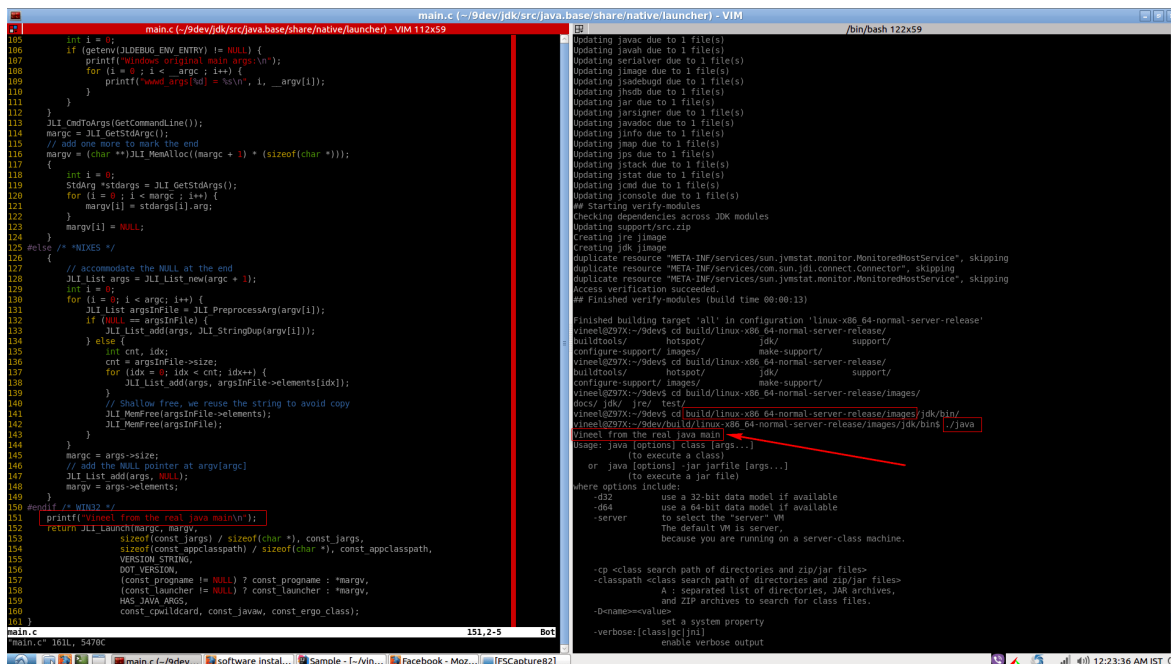 main.c (~/9dev/jdk/src/java.base/share/native/launcher) - VIM
main.c (~/9dev/jdk/src/java.base/share/native/launcher) - VIM 112x59
105 int i = 0;
106 if (getenv(JLDEBUG_ENV_ENTRY) != NULL) {
107 printf("Windows original main args:\n");
108 for (i = 0 ; i < __argc ; i++) {
109 printf("wwwd_args[%d] = %s\n", i, __argv[i]);
110 }
111 }
112 }
113 JLI_CmdToArgs(GetCommandLine());
114 margc = JLI_GetStdArgc();
115 // add one more to mark the end
116 margv = (char **)JLI_MemAlloc((margc + 1) * (sizeof(char *)));
117 {
118 int i = 0;
119 StdArg *stdargs = JLI_GetStdArgs();
120 for (i = 0 ; i < margc ; i++) {
121 margv[i] = stdargs[i].arg;
122 }
123 margv[i] = NULL;
124 }
125 #else /* *NIXES */
126 {
127 // accommodate the NULL at the end
128 JLI_List args = JLI_List_new(argc + 1);
129 int i = 0;
130 for (i = 0; i < argc; i++) {
131 JLI_List argsInFile = JLI_PreprocessArg(argv[i]);
132 if (NULL == argsInFile) {
133 JLI_List_add(args, JLI_StringDup(argv[i]));
134 } else {
135 int cnt, idx;
136 cnt = argsInFile->size;
137 for (idx = 0; idx < cnt; idx++) {
138 JLI_List_add(args, argsInFile->elements[idx]);
139 }
140 // Shallow free, we reuse the string to avoid copy
141 JLI_MemFree(argsInFile->elements);
142 JLI_MemFree(argsInFile);
143 }
144 }
145 margc = args->size;
146 // add the NULL pointer at argv[argc]
147 JLI_List_add(args, NULL);
148 margv = args->elements;
149 }
150 #endif /* WIN32 */
151 printf("Vineel from the real java main\n");
152 return JLI_Launch(margc, margv,
153 sizeof(const_jargs) / sizeof(char *), const_jargs,
154 sizeof(const_appclasspath) / sizeof(char *), const_appclasspath,
155 VERSION_STRING,
156 DOT_VERSION,
157 (const_progname != NULL) ? const_progname : *margv,
158 (const_launcher != NULL) ? const_launcher : *margv,
159 HAS_JAVA_ARGS,
160 const_cpwildcard, const_javaw, const_ergo_class);
161 }
main.c 151,2-5 Bot
"main.c" 161L, 5470C
/bin/bash 122x59
Updating javac due to 1 file(s)
Updating javah due to 1 file(s)
Updating serialver due to 1 file(s)
Updating jimage due to 1 file(s)
Updating jsadebugd due to 1 file(s)
Updating jhsdb due to 1 file(s)
Updating jar due to 1 file(s)
Updating jarsigner due to 1 file(s)
Updating javadoc due to 1 file(s)
Updating jinfo due to 1 file(s)
Updating jmap due to 1 file(s)
Updating jps due to 1 file(s)
Updating jstack due to 1 file(s)
Updating jstat due to 1 file(s)
Updating jcmd due to 1 file(s)
Updating jconsole due to 1 file(s)
## Starting verify-modules
Checking dependencies across JDK modules
Updating support/src.zip
Creating jre jimage
Creating jdk jimage
duplicate resource "META-INF/services/sun.jvmstat.monitor.MonitoredHostService", skipping
duplicate resource "META-INF/services/com.sun.jdi.connect.Connector", skipping
duplicate resource "META-INF/services/sun.jvmstat.monitor.MonitoredHostService", skipping
Access verification succeeded.
## Finished verify-modules (build time 00:00:13)
Finished building target 'all' in configuration 'linux-x86_64-normal-server-release'
vineel@Z97X:~/9dev$ cd build/linux-x86_64-normal-server-release/
buildtools/ hotspot/ jdk/ support/
configure-support/ images/ make-support/
vineel@Z97X:~/9dev$ cd build/linux-x86_64-normal-server-release/
buildtools/ hotspot/ jdk/ support/
configure-support/ images/ make-support/
vineel@Z97X:~/9dev$ cd build/linux-x86_64-normal-server-release/images/
docs/ jdk/ jre/ test/
vineel@Z97X:~/9dev$ cd build/linux-x86_64-normal-server-release/images/jdk/bin/
vineel@Z97X:~/9dev/build/linux-x86_64-normal-server-release/images/jdk/bin$ ./java
Vineel from the real java main
Usage: java [options] class [args...]
(to execute a class)
or java [options] -jar jarfile [args...]
(to execute a jar file)
where options include:
-d32 use a 32-bit data model if available
-d64 use a 64-bit data model if available
-server to select the "server" VM
The default VM is server,
because you are running on a server-class machine.
-cp <class search path of directories and zip/jar files>
-classpath <class search path of directories and zip/jar files>
A : separated list of directories, JAR archives,
and ZIP archives to search for class files.
-D<name>=<value>
set a system property
-verbose:[class|gc|jni]
enable verbose output
main.c (~/9dev... software instal... Sample - [~/vin... Facebook - Moz... [FSCapture82] 12:23:36 AM IST